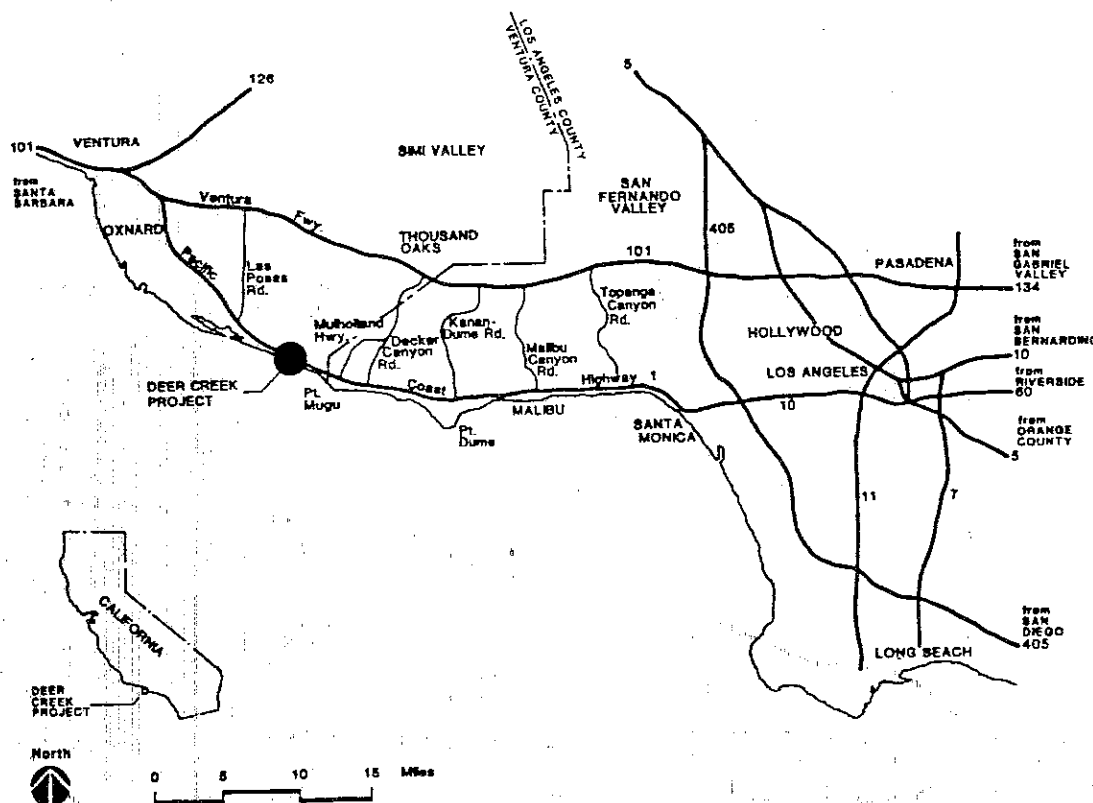 LOS ANGELES COUNTY
VENTURA COUNTY
5
126
101
VENTURA
SIMI VALLEY
from
SANTA
BARBARA
Ventura
Fwy.
SAN
FERNANDO
VALLEY
405
OXNARD
Pacific
Las
Posas
Rd.
THOUSAND
OAKS
101
PASADENA
from
SAN
GABRIEL
VALLEY
134
Mulholland
Hwy.
Decker
Canyon
Rd.
Kanan-
Dume Rd.
Malibu
Canyon
Rd.
Topanga
Canyon
Rd.
HOLLYWOOD
from
SAN
BERNARDINO
10
DEER CREEK
PROJECT
Pt.
Mugu
Coast
Highway
1
MALIBU
Pt.
Dume
SANTA
MONICA
LOS ANGELES
10
from
RIVERSIDE
60
from
ORANGE
COUNTY
5
11
7
CALIFORNIA
DEER
CREEK
PROJECT
LONG BEACH
from
SAN
DIEGO
405
North
0 5 10 15 Miles